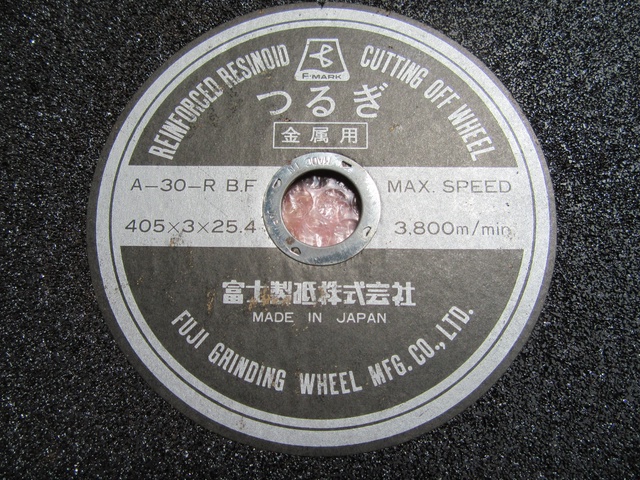 REINFORCED RESINOID CUTTING OFF WHEEL
F-MARK
つるぎ
金属用
A-30-R B.F MAX. SPEED
405×3×25.4 3,800m/min
富士製砥株式会社
MADE IN JAPAN
FUJI GRINDING WHEEL MFG. CO., LTD.